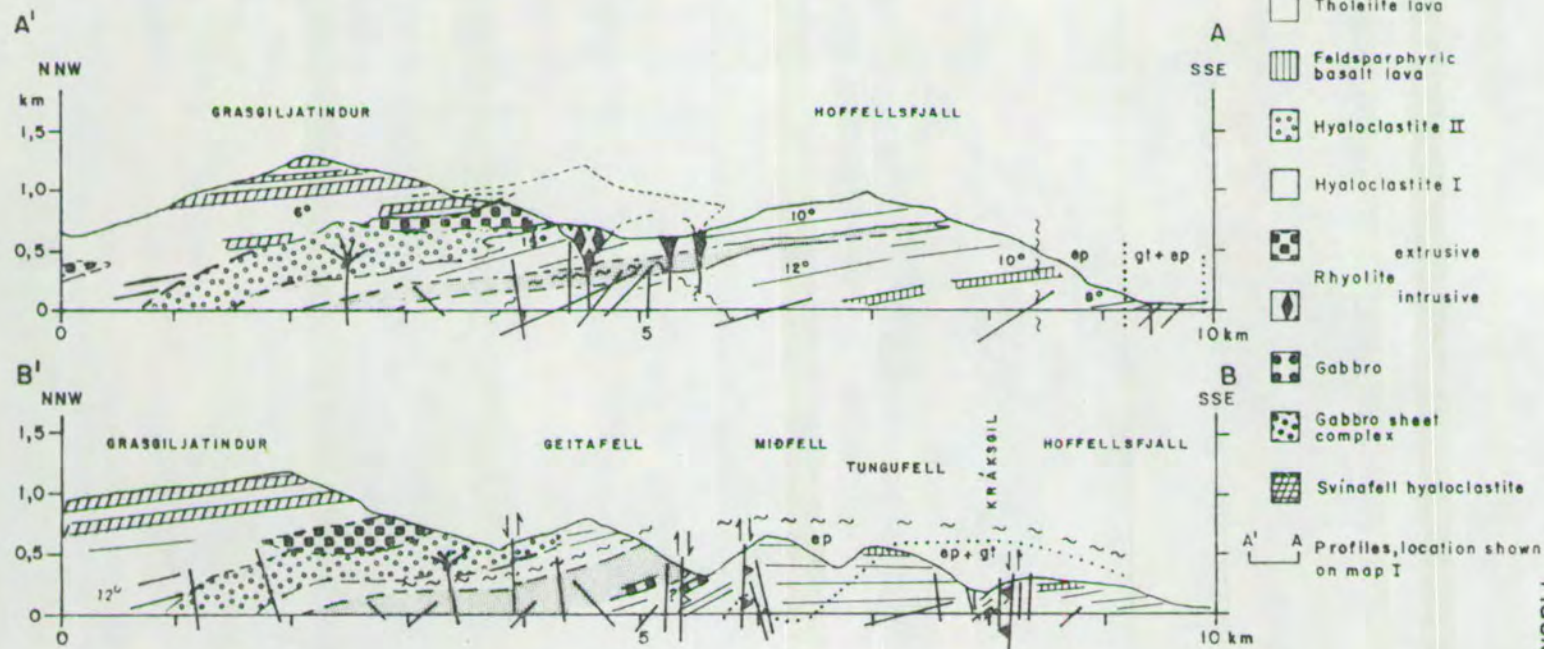 A'
A
NNW
SSE
km
GRASGILJATINDUR
HOFFELLSFJALL
1,5
1,0
0,5
0
6°
14°
10°
12°
10°
ep
gt + ep
8°
0
5
10 km
B'
B
NNW
SSE
GRASGILJATINDUR
GEITAFELL
MIÐFELL
TUNGUFELL
KRÁKSGIL
HOFFELLSFJALL
1,5
1,0
0,5
0
12°
?
ep
ep + gt
0
5
10 km
Tholeiite lava
Feldsparphyric
basalt lava
Hyaloclastite II
Hyaloclastite I
extrusive
Rhyolite
intrusive
Gabbro
Gabbro sheet
complex
Svínafell hyaloclastite
A' A Profiles, location shown
on map I